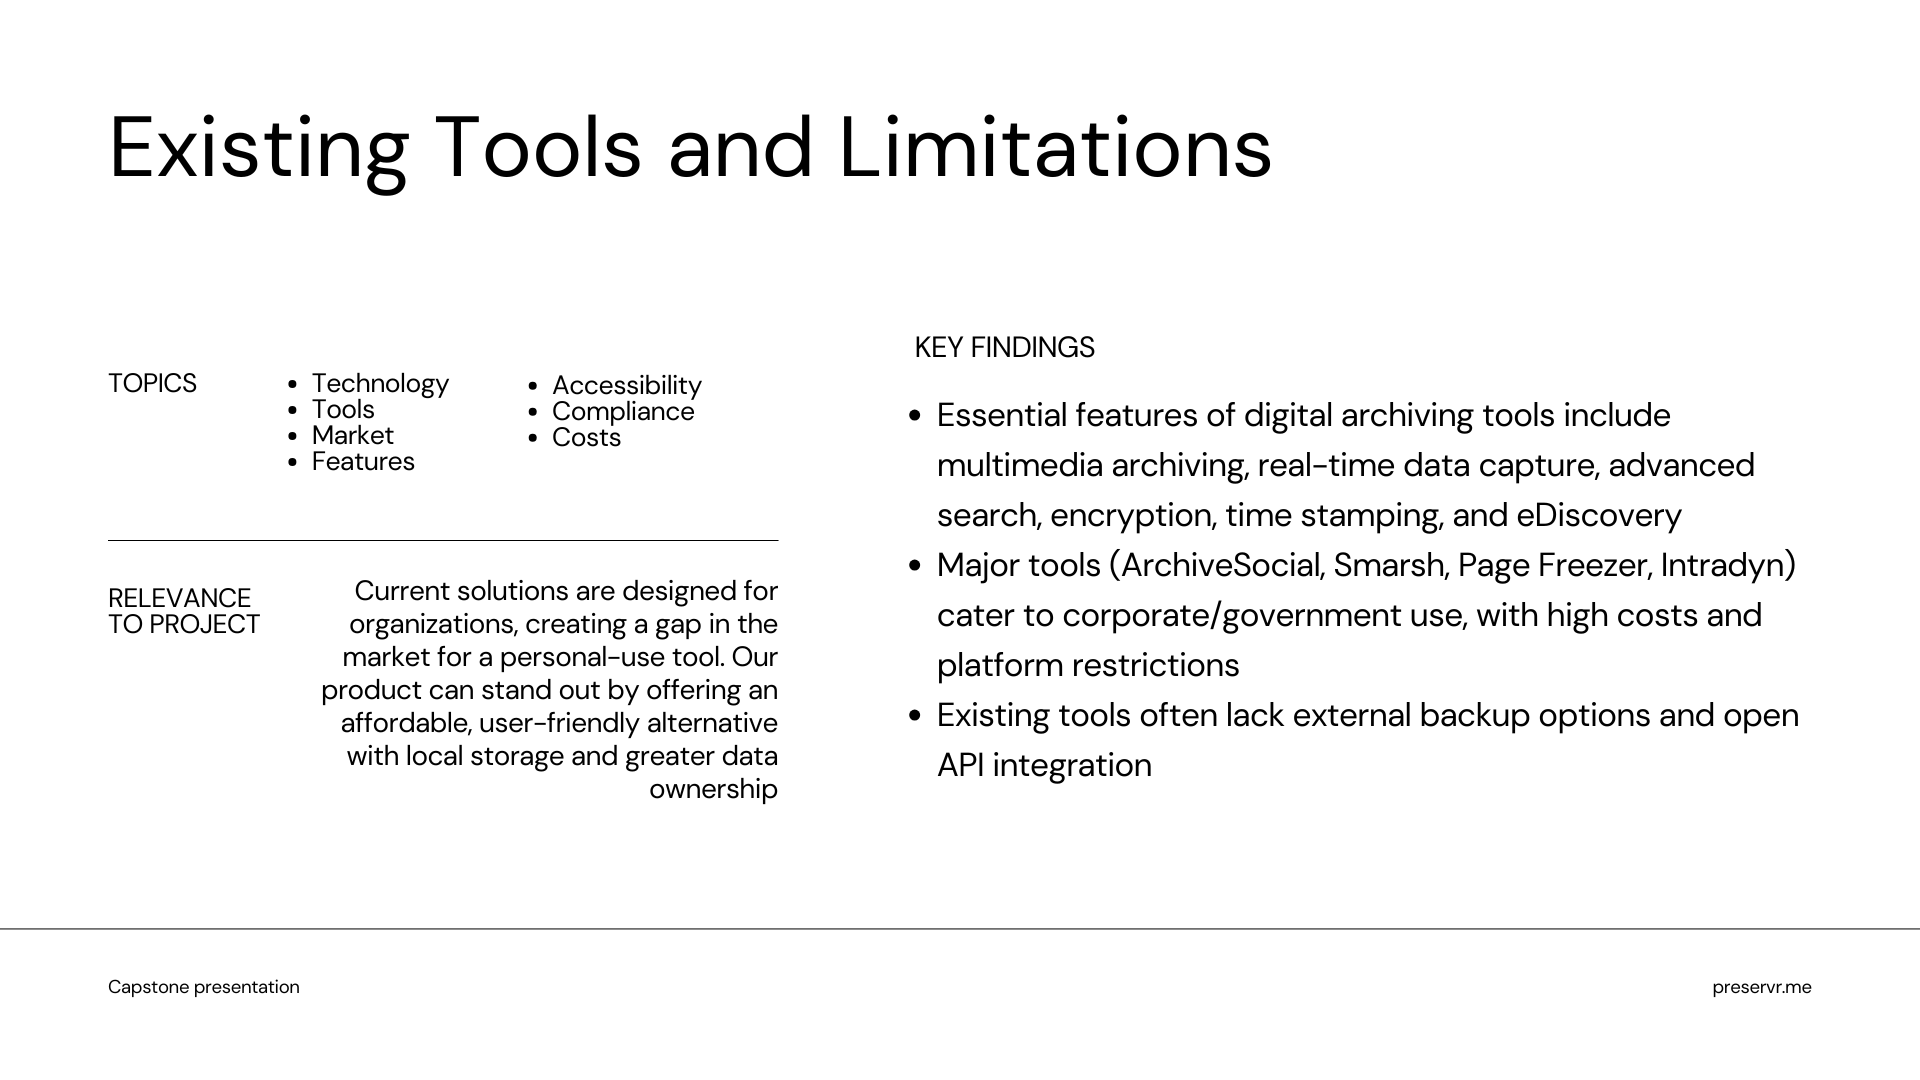 Existing Tools and Limitations
TOPICS
Technology
Tools
Market
Features
Accessibility
Compliance
Costs
RELEVANCE
TO PROJECT
Current solutions are designed for
organizations, creating a gap in the
market for a personal-use tool. Our
product can stand out by offering an
affordable, user-friendly alternative
with local storage and greater data
ownership
KEY FINDINGS
Essential features of digital archiving tools include
multimedia archiving, real-time data capture, advanced
search, encryption, time stamping, and eDiscovery
Major tools (ArchiveSocial, Smarsh, Page Freezer, Intradyn)
cater to corporate/government use, with high costs and
platform restrictions
Existing tools often lack external backup options and open
API integration
Capstone presentation
preservr.me